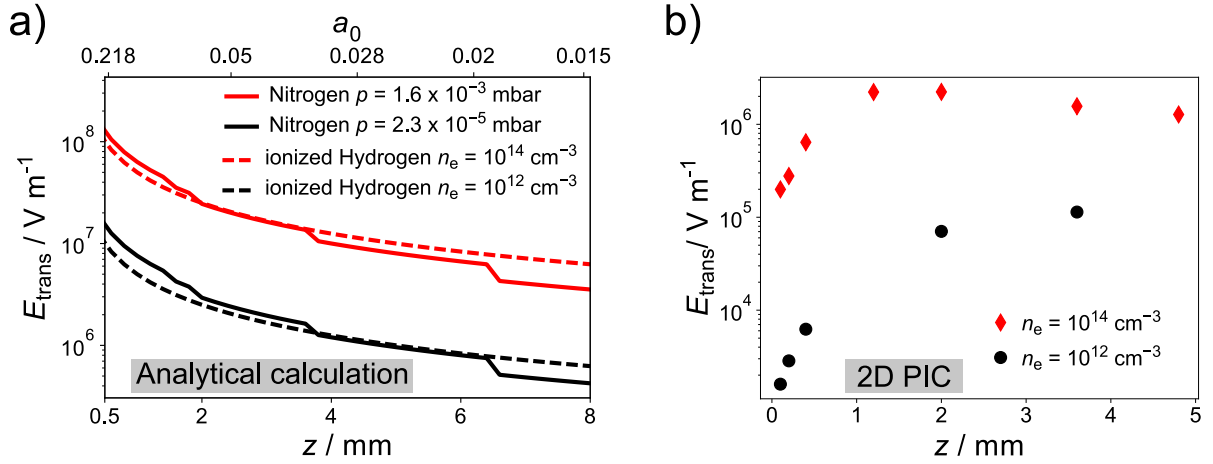 a)
a0
0.218 0.05 0.028 0.02 0.015
Etrans / V m−1
10^8
10^7
10^6
Nitrogen p = 1.6 x 10−3 mbar
Nitrogen p = 2.3 x 10−5 mbar
ionized Hydrogen ne = 10^14 cm−3
ionized Hydrogen ne = 10^12 cm−3
Analytical calculation
0.5 2 4 6 8
z / mm
b)
Etrans/ V m−1
10^6
10^5
10^4
ne = 10^14 cm−3
ne = 10^12 cm−3
2D PIC
0 1 2 3 4 5
z / mm